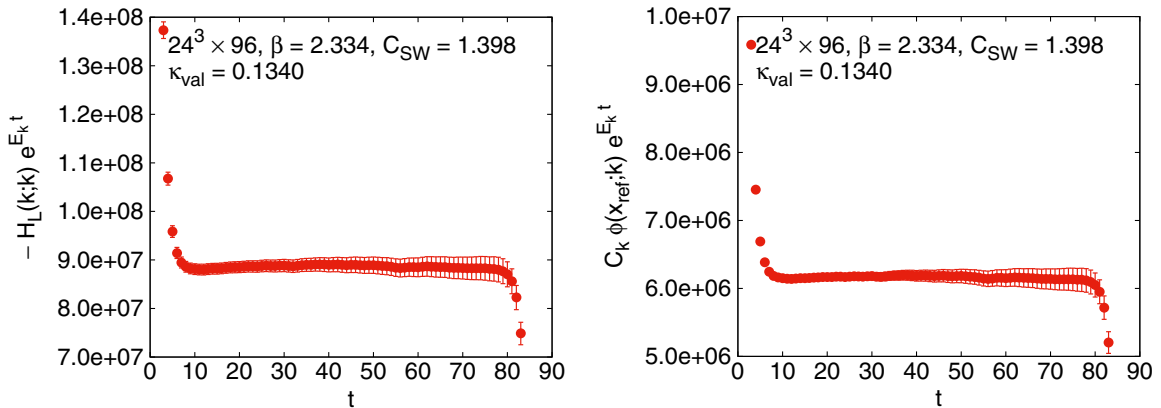 24³ × 96, β = 2.334, C_SW = 1.398
κ_val = 0.1340
− H_L(k;k) e^{E_k t}
1.4e+08
1.3e+08
1.2e+08
1.1e+08
1.0e+08
9.0e+07
8.0e+07
7.0e+07
0 10 20 30 40 50 60 70 80 90
t
24³ × 96, β = 2.334, C_SW = 1.398
κ_val = 0.1340
C_k φ(x_ref;k) e^{E_k t}
1.0e+07
9.0e+06
8.0e+06
7.0e+06
6.0e+06
5.0e+06
0 10 20 30 40 50 60 70 80 90
t